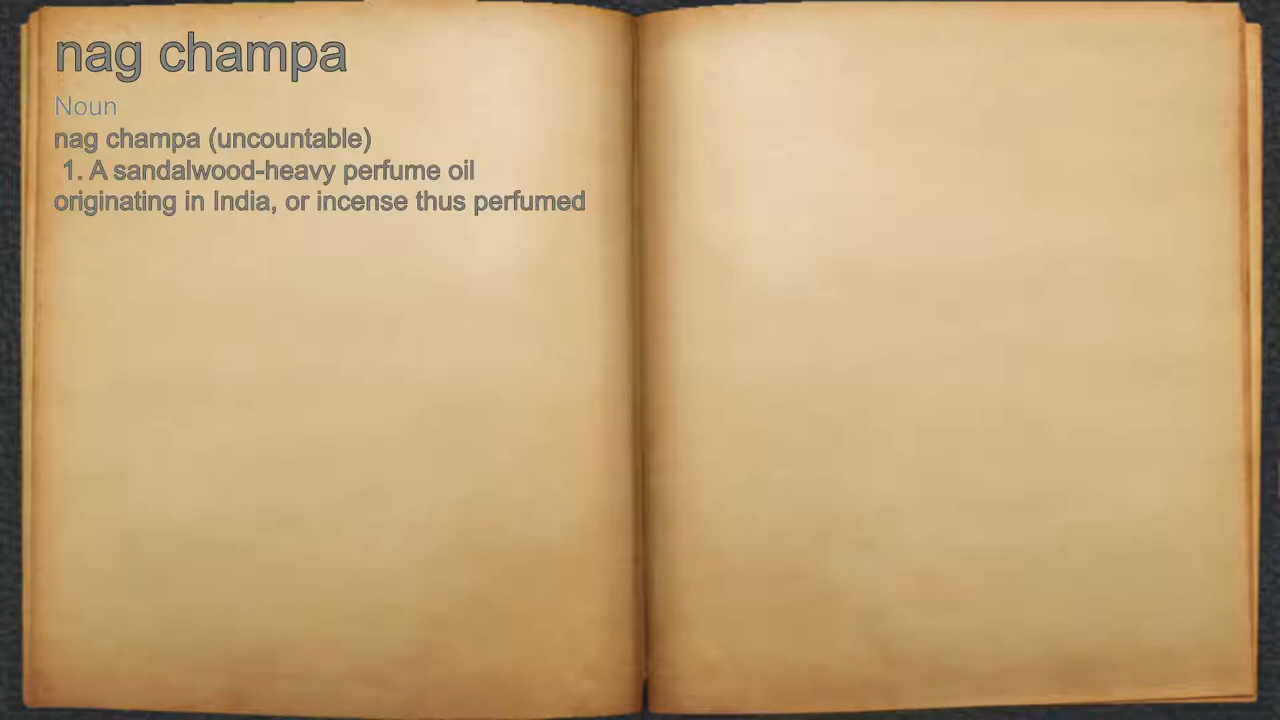 nag champa
Noun
nag champa (uncountable)
1. A sandalwood-heavy perfume oil
originating in India, or incense thus perfumed